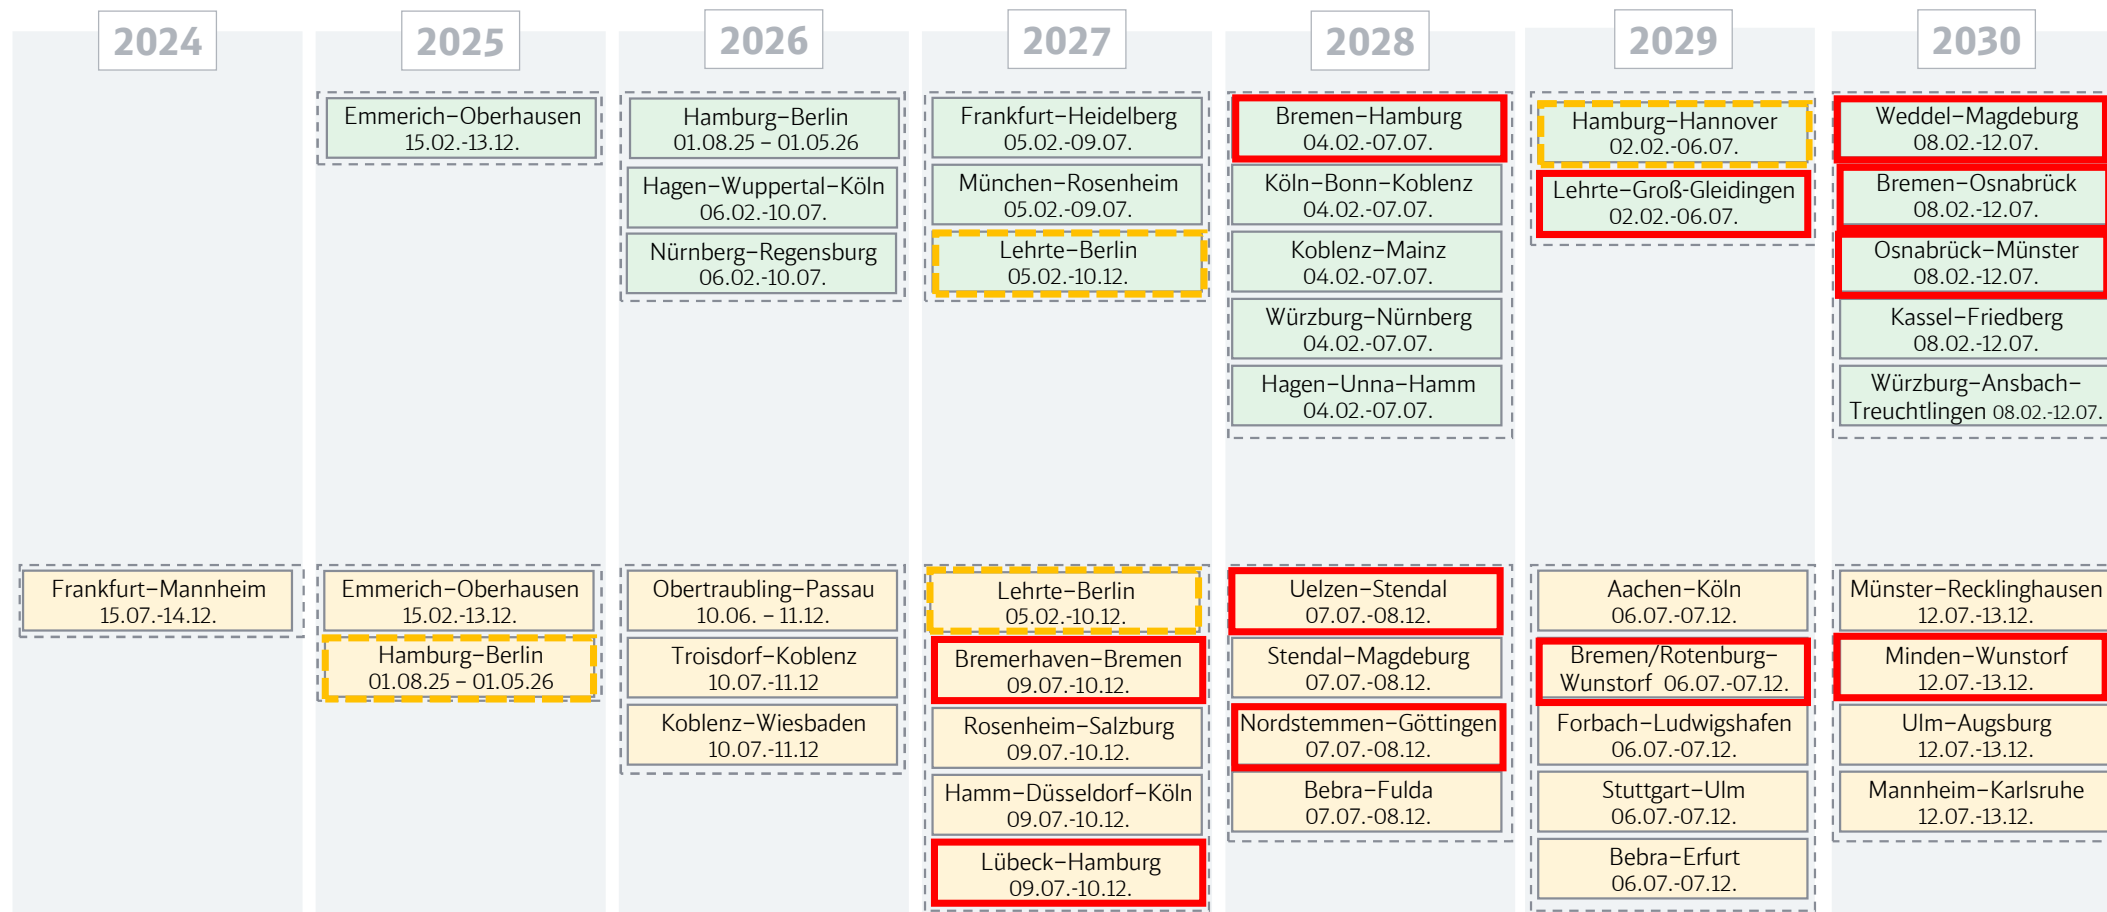 2024
2025
2026
2027
2028
2029
2030
Emmerich–Oberhausen
15.02.-13.12.
Hamburg–Berlin
01.08.25 – 01.05.26
Hagen–Wuppertal–Köln
06.02.-10.07.
Nürnberg–Regensburg
06.02.-10.07.
Frankfurt–Heidelberg
05.02.-09.07.
München–Rosenheim
05.02.-09.07.
Lehrte–Berlin
05.02.-10.12.
Bremen–Hamburg
04.02.-07.07.
Köln–Bonn–Koblenz
04.02.-07.07.
Koblenz–Mainz
04.02.-07.07.
Würzburg–Nürnberg
04.02.-07.07.
Hagen–Unna–Hamm
04.02.-07.07.
Hamburg–Hannover
02.02.-06.07.
Lehrte–Groß-Gleidingen
02.02.-06.07.
Weddel–Magdeburg
08.02.-12.07.
Bremen–Osnabrück
08.02.-12.07.
Osnabrück–Münster
08.02.-12.07.
Kassel–Friedberg
08.02.-12.07.
Würzburg–Ansbach–
Treuchtlingen 08.02.-12.07.
Frankfurt–Mannheim
15.07.-14.12.
Emmerich–Oberhausen
15.02.-13.12.
Hamburg–Berlin
01.08.25 – 01.05.26
Obertraubling–Passau
10.06. – 11.12.
Troisdorf–Koblenz
10.07.-11.12
Koblenz–Wiesbaden
10.07.-11.12
Lehrte–Berlin
05.02.-10.12.
Bremerhaven–Bremen
09.07.-10.12.
Rosenheim–Salzburg
09.07.-10.12.
Hamm–Düsseldorf–Köln
09.07.-10.12.
Lübeck–Hamburg
09.07.-10.12.
Uelzen–Stendal
07.07.-08.12.
Stendal–Magdeburg
07.07.-08.12.
Nordstemmen–Göttingen
07.07.-08.12.
Bebra–Fulda
07.07.-08.12.
Aachen–Köln
06.07.-07.12.
Bremen/Rotenburg–
Wunstorf 06.07.-07.12.
Forbach–Ludwigshafen
06.07.-07.12.
Stuttgart–Ulm
06.07.-07.12.
Bebra–Erfurt
06.07.-07.12.
Münster–Recklinghausen
12.07.-13.12.
Minden–Wunstorf
12.07.-13.12.
Ulm–Augsburg
12.07.-13.12.
Mannheim–Karlsruhe
12.07.-13.12.